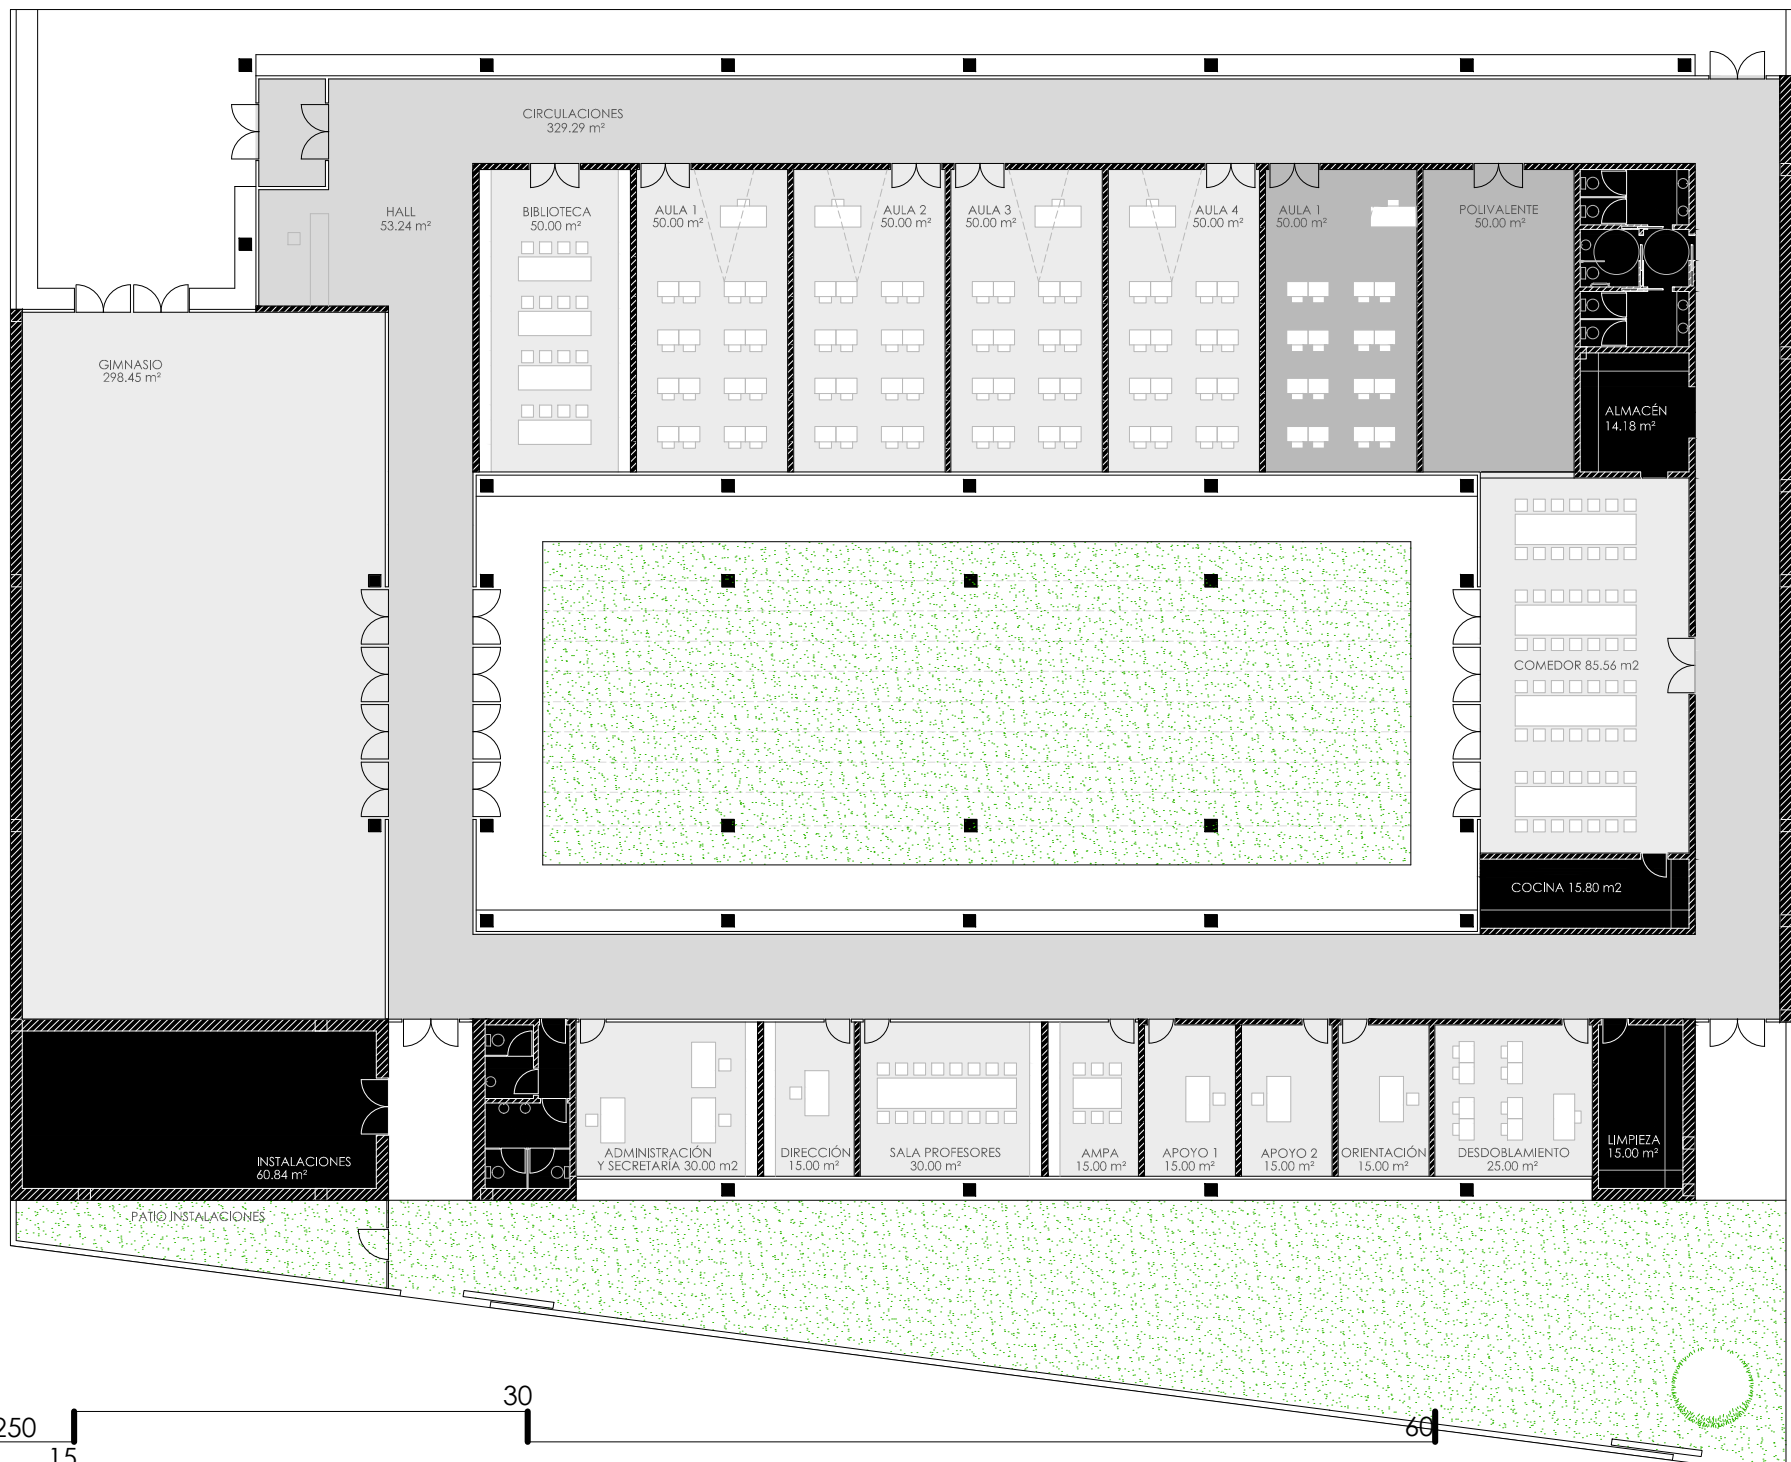 CIRCULACIONES
329.29 m²
HALL
53.24 m²
BIBLIOTECA
50.00 m²
AULA 1
50.00 m²
AULA 2
50.00 m²
AULA 3
50.00 m²
AULA 4
50.00 m²
AULA 1
50.00 m²
POLIVALENTE
50.00 m²
GIMNASIO
298.45 m²
ALMACÉN
14.18 m²
COMEDOR 85.56 m2
COCINA 15.80 m2
ADMINISTRACIÓN
Y SECRETARÍA 30.00 m2
DIRECCIÓN
15.00 m²
SALA PROFESORES
30.00 m²
AMPA
15.00 m²
APOYO 1
15.00 m²
APOYO 2
15.00 m²
ORIENTACIÓN
15.00 m²
DESDOBLAMIENTO
25.00 m²
LIMPIEZA
15.00 m²
INSTALACIONES
60.84 m²
PATIO INSTALACIONES
250
15
30
60